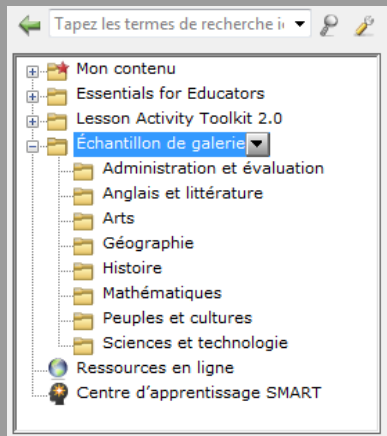 Tapez les termes de recherche i
Mon contenu
Essentials for Educators
Lesson Activity Toolkit 2.0
Échantillon de galerie
Administration et évaluation
Anglais et littérature
Arts
Géographie
Histoire
Mathématiques
Peuples et cultures
Sciences et technologie
Ressources en ligne
Centre d'apprentissage SMART